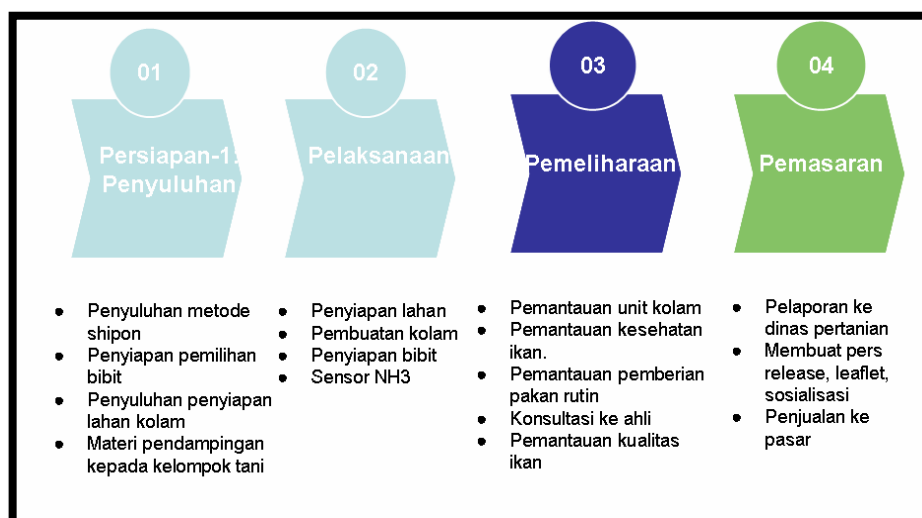 01
Persiapan-1:
Penyuluhan
● Penyuluhan metode
shipon
● Penyiapan pemilihan
bibit
● Penyuluhan penyiapan
lahan kolam
● Materi pendampingan
kepada kelompok tani
02
Pelaksanaan
● Penyiapan lahan
● Pembuatan kolam
● Penyiapan bibit
● Sensor NH3
03
Pemeliharaan
● Pemantauan unit kolam
● Pemantauan kesehatan
ikan.
● Pemantauan pemberian
pakan rutin
● Konsultasi ke ahli
● Pemantauan kualitas
ikan
04
Pemasaran
● Pelaporan ke
dinas pertanian
● Membuat pers
release, leaflet,
sosialisasi
● Penjualan ke
pasar